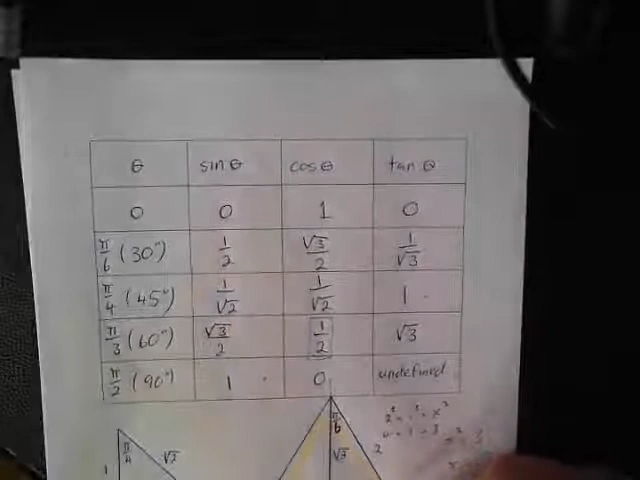 θ sin θ cos θ tan θ
0 0 1 0
π/6 (30°) 1/2 √3/2 1/√3
π/4 (45°) 1/√2 1/√2 1
π/3 (60°) √3/2 1/2 √3
π/2 (90°) 1 0 undefined
π/6
π/4 √2 √3 2
1